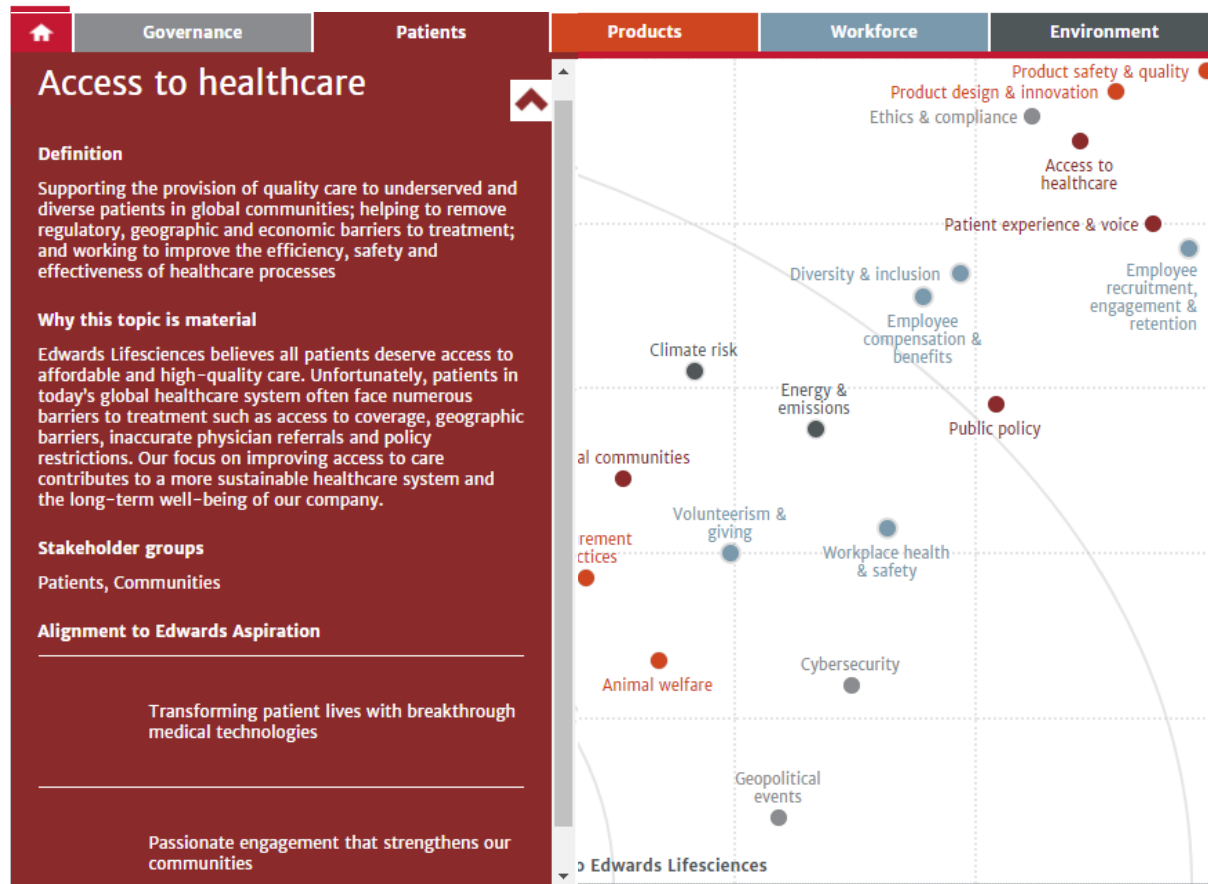 Governance
Patients
Products
Workforce
Environment
Access to healthcare
Definition
Supporting the provision of quality care to underserved and
diverse patients in global communities; helping to remove
regulatory, geographic and economic barriers to treatment;
and working to improve the efficiency, safety and
effectiveness of healthcare processes
Why this topic is material
Edwards Lifesciences believes all patients deserve access to
affordable and high-quality care. Unfortunately, patients in
today's global healthcare system often face numerous
barriers to treatment such as access to coverage, geographic
barriers, inaccurate physician referrals and policy
restrictions. Our focus on improving access to care
contributes to a more sustainable healthcare system and
the long-term well-being of our company.
Stakeholder groups
Patients, Communities
Alignment to Edwards Aspiration
Transforming patient lives with breakthrough
medical technologies
Passionate engagement that strengthens our
communities
Product safety & quality
Product design & innovation
Ethics & compliance
Access to
healthcare
Patient experience & voice
Diversity & inclusion
Employee
recruitment,
engagement &
retention
Employee
compensation &
benefits
Climate risk
Energy &
emissions
Public policy
al communities
Volunteerism &
giving
rement
ctices
Workplace health
& safety
Animal welfare
Cybersecurity
Geopolitical
events
o Edwards Lifesciences